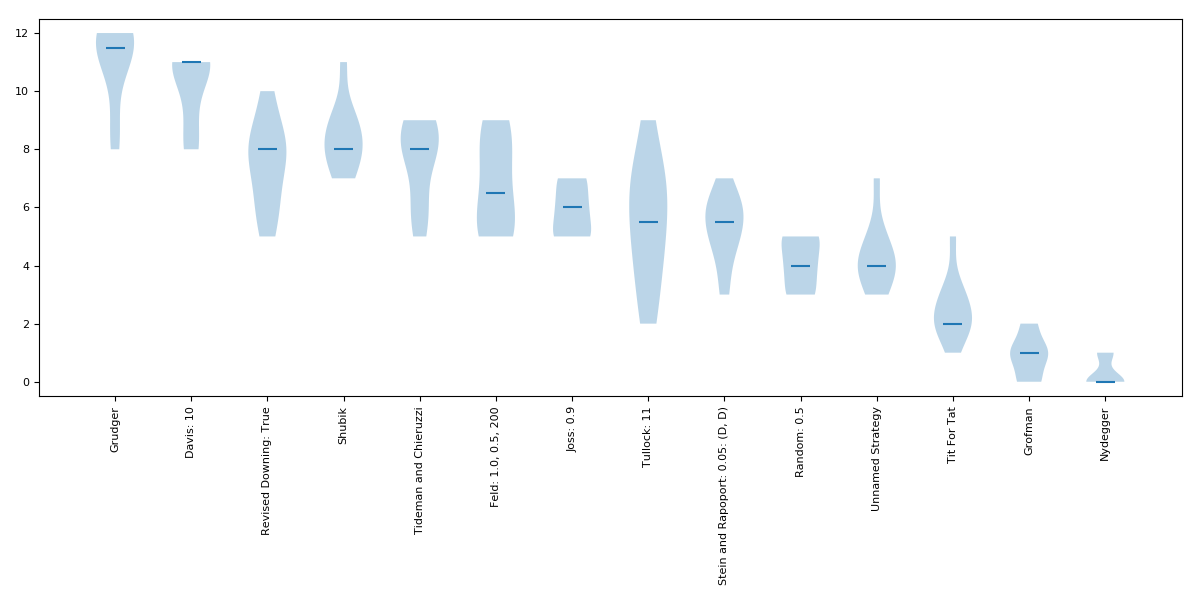 12
10
8
6
4
2
0
Grudger
Davis: 10
Revised Downing: True
Shubik
Tideman and Chieruzzi
Feld: 1.0, 0.5, 200
Joss: 0.9
Tullock: 11
Stein and Rapoport: 0.05: (D, D)
Random: 0.5
Unnamed Strategy
Tit For Tat
Grofman
Nydegger